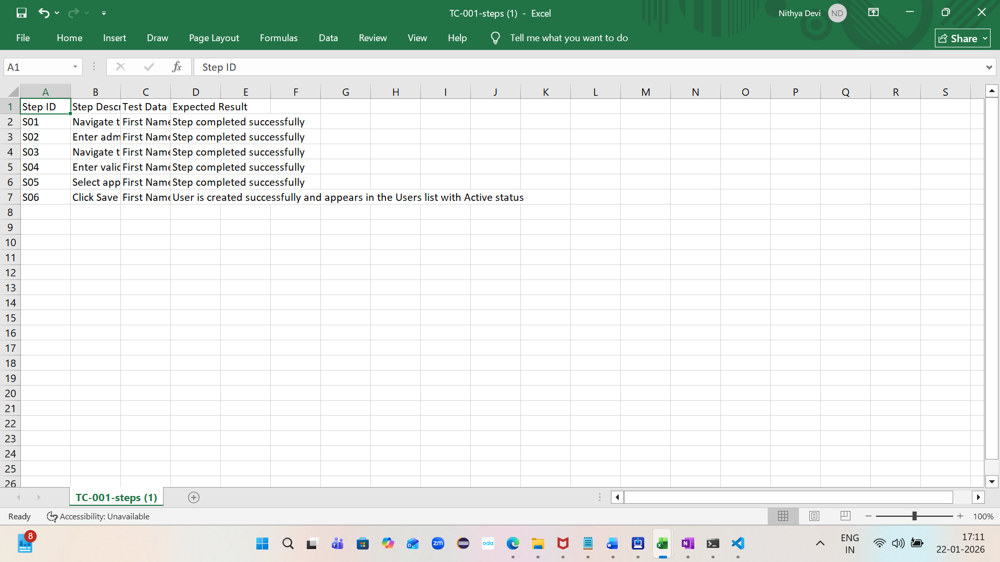 TC-001-steps (1) - Excel
Nithya Devi ND
File Home Insert Draw Page Layout Formulas Data Review View Help Tell me what you want to do Share
A1 fx Step ID
A B C D E F G H I J K L M N O P Q R S
1 Step ID Step Descr Test Data Expected Result
2 S01 Navigate t First Name Step completed successfully
3 S02 Enter adm First Name Step completed successfully
4 S03 Navigate t First Name Step completed successfully
5 S04 Enter valid First Name Step completed successfully
6 S05 Select app First Name Step completed successfully
7 S06 Click Save First Name User is created successfully and appears in the Users list with Active status
8
9
10
11
12
13
14
15
16
17
18
19
20
21
22
23
24
25
26
TC-001-steps (1)
Ready Accessibility: Unavailable 100%
8 zm oda ENG 17:11
IN 22-01-2026